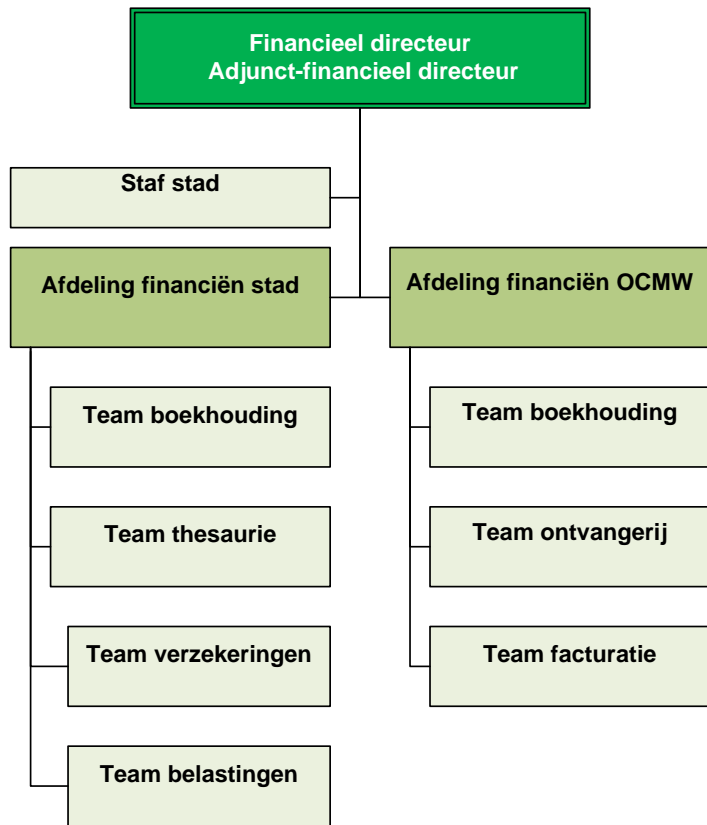 Financieel directeur
Adjunct-financieel directeur
Staf stad
Afdeling financiën stad
Afdeling financiën OCMW
Team boekhouding
Team boekhouding
Team thesaurie
Team ontvangerij
Team verzekeringen
Team facturatie
Team belastingen